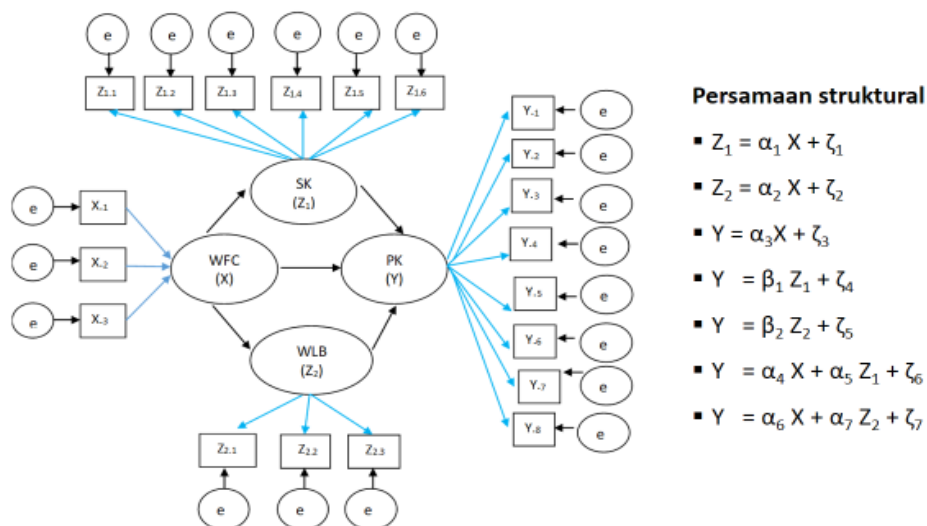 e e e e e e
Z1.1 Z1.2 Z1.3 Z1.4 Z1.5 Z1.6
SK
(Z₁)
e X.1
e X.2
e X.3
WFC
(X)
PK
(Y)
WLB
(Z₂)
Z2.1 Z2.2 Z2.3
e e e
Y.1 e
Y.2 e
Y.3 e
Y.4 e
Y.5 e
Y.6 e
Y.7 e
Y.8 e
Persamaan struktural
▪ Z₁ = α₁ X + ζ₁
▪ Z₂ = α₂ X + ζ₂
▪ Y = α₃X + ζ₃
▪ Y = β₁ Z₁ + ζ₄
▪ Y = β₂ Z₂ + ζ₅
▪ Y = α₄ X + α₅ Z₁ + ζ₆
▪ Y = α₆ X + α₇ Z₂ + ζ₇